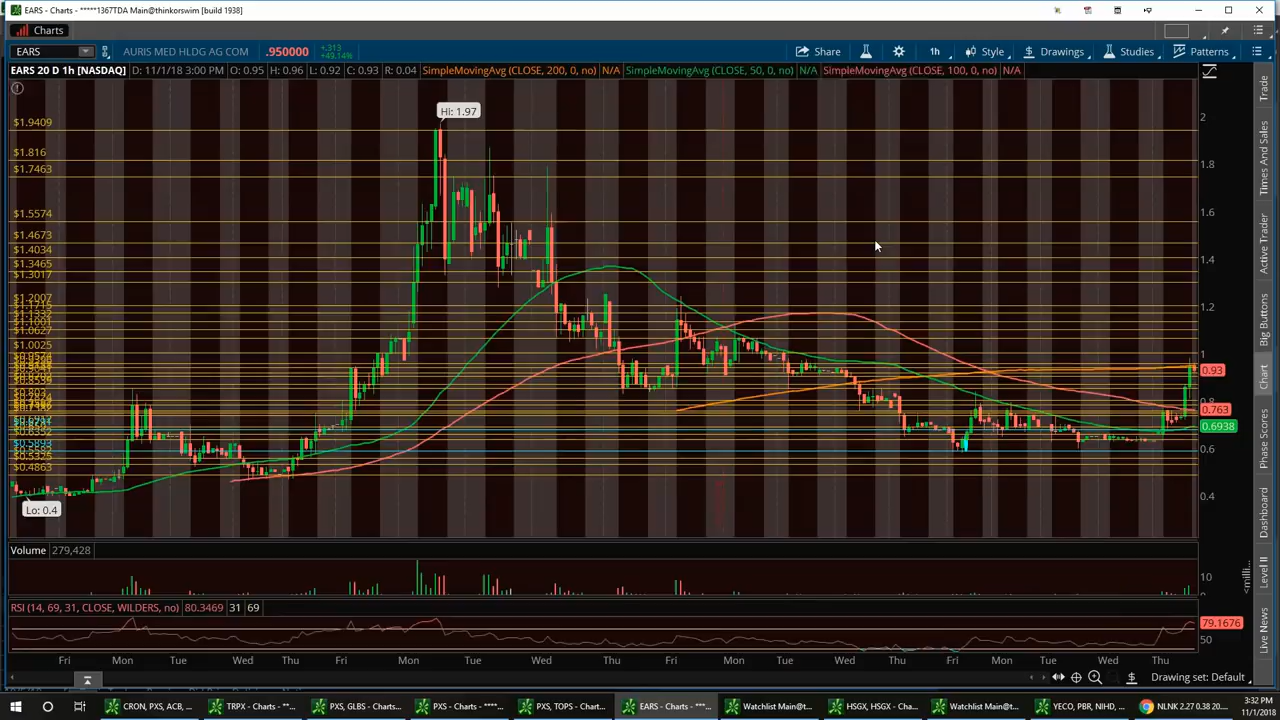 EARS - Charts - *****1367TDA Main@thinkorswim [build 1938]
Charts
EARS AURIS MED HLDG AG COM .950000 +.313 +49.14% Share 1h Style Drawings Studies Patterns
EARS 20 D 1h [NASDAQ] D: 11/1/18 3:00 PM O: 0.95 H: 0.96 L: 0.92 C: 0.93 R: 0.04 SimpleMovingAvg (CLOSE, 200, 0, no) N/A SimpleMovingAvg (CLOSE, 50, 0, no) N/A SimpleMovingAvg (CLOSE, 100, 0, no) N/A
Hi: 1.97
$1.9409
$1.816
$1.7463
$1.5574
$1.4673
$1.4034
$1.3465
$1.3017
$1.2007
$1.0627
$1.0025
$0.4863
Lo: 0.4
2
1.8
1.6
1.4
1.2
1
0.93
0.8
0.763
0.6938
0.6
0.4
Trade
Times And Sales
Active Trader
Big Buttons
Chart
Phase Scores
Dashboard
Level II
Live News
Volume 279,428
10
RSI (14, 69, 31, CLOSE, WILDERS, no) 80.3469 31 69
79.1676
50
Fri Mon Tue Wed Thu Fri Mon Tue Wed Thu Fri Mon Tue Wed Thu Fri Mon Tue Wed Thu
Drawing set: Default
CRON, PXS, ACB, ... TRPX - Charts - **... PXS, GLBS - Charts... PXS - Charts - ****... PXS, OPS - Chart... EARS - Charts - ***... Watchlist Main@t... HSGX, HSGX - Cha... Watchlist Main@t... YECO, PBR, NIHD, ... NLNK 2.27 0.38 20...
3:32 PM
11/1/2018